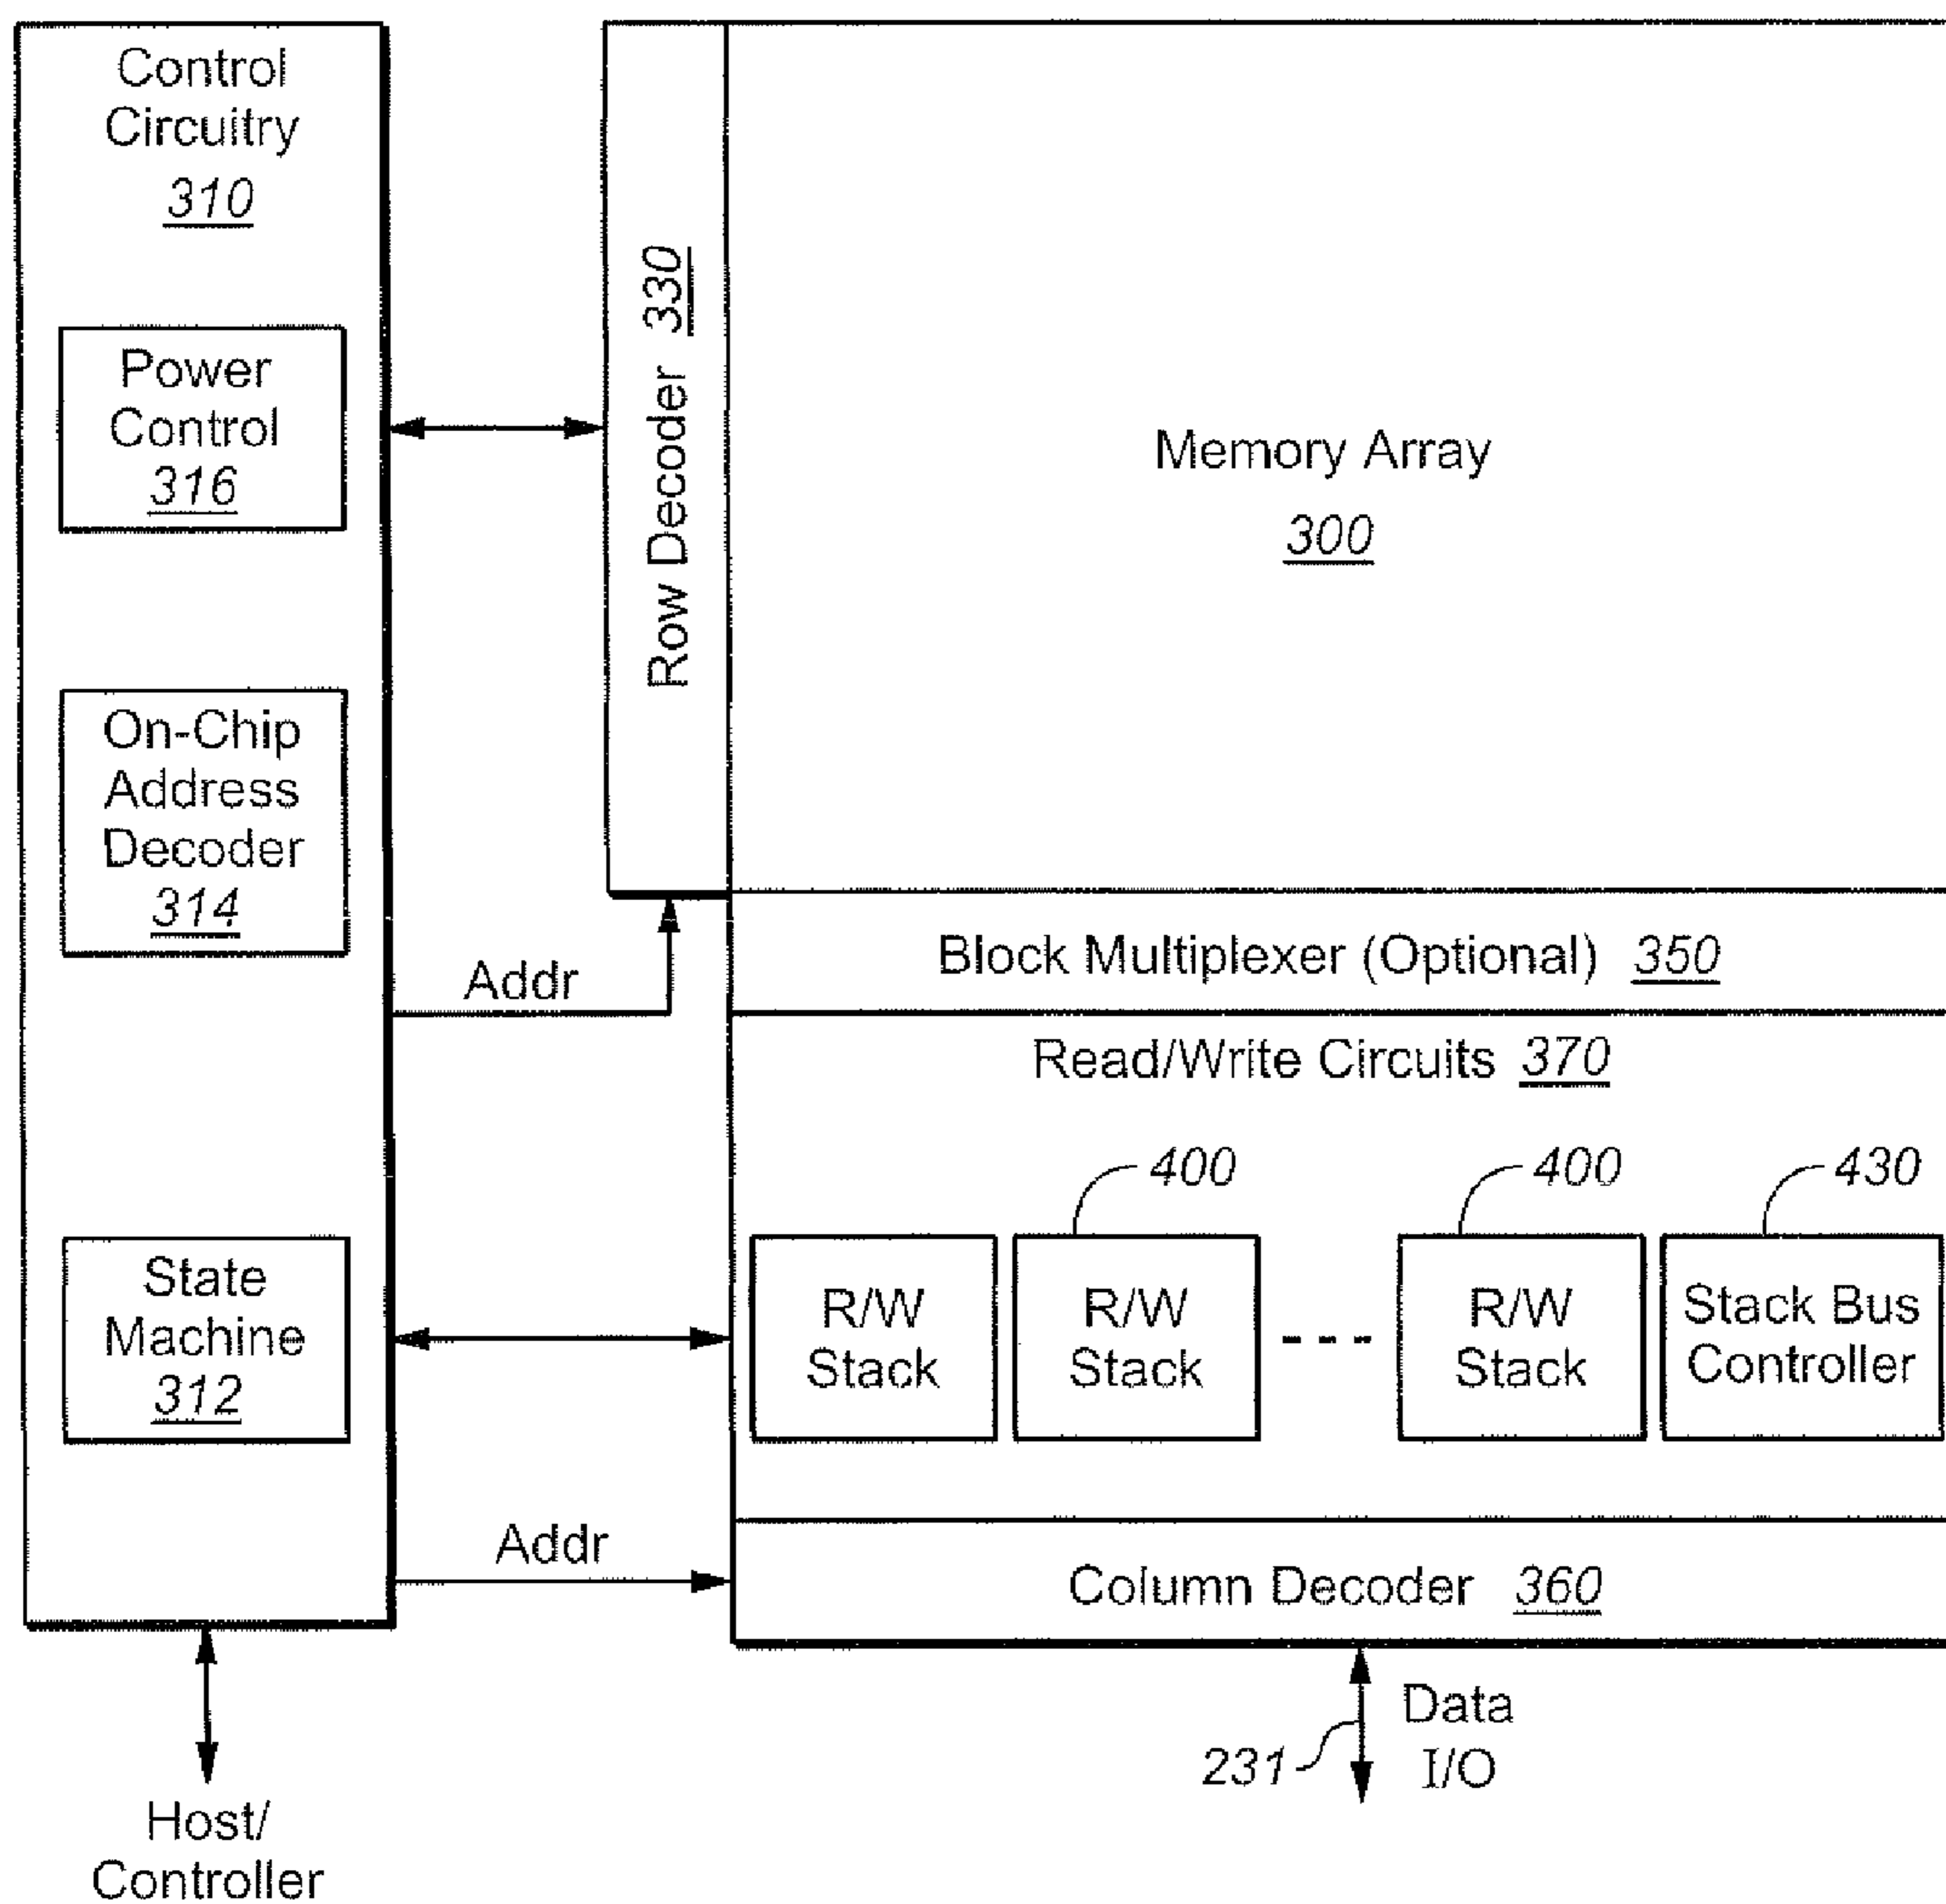 Control
Circuitry
310
Power
Control
316
On-Chip
Address
Decoder
314
State
Machine
312
Host/
Controller
Addr
Addr
Row Decoder 330
Memory Array
300
Block Multiplexer (Optional) 350
Read/Write Circuits 370
400
400
430
R/W
Stack
R/W
Stack
R/W
Stack
Stack Bus
Controller
Column Decoder 360
231
Data
I/O